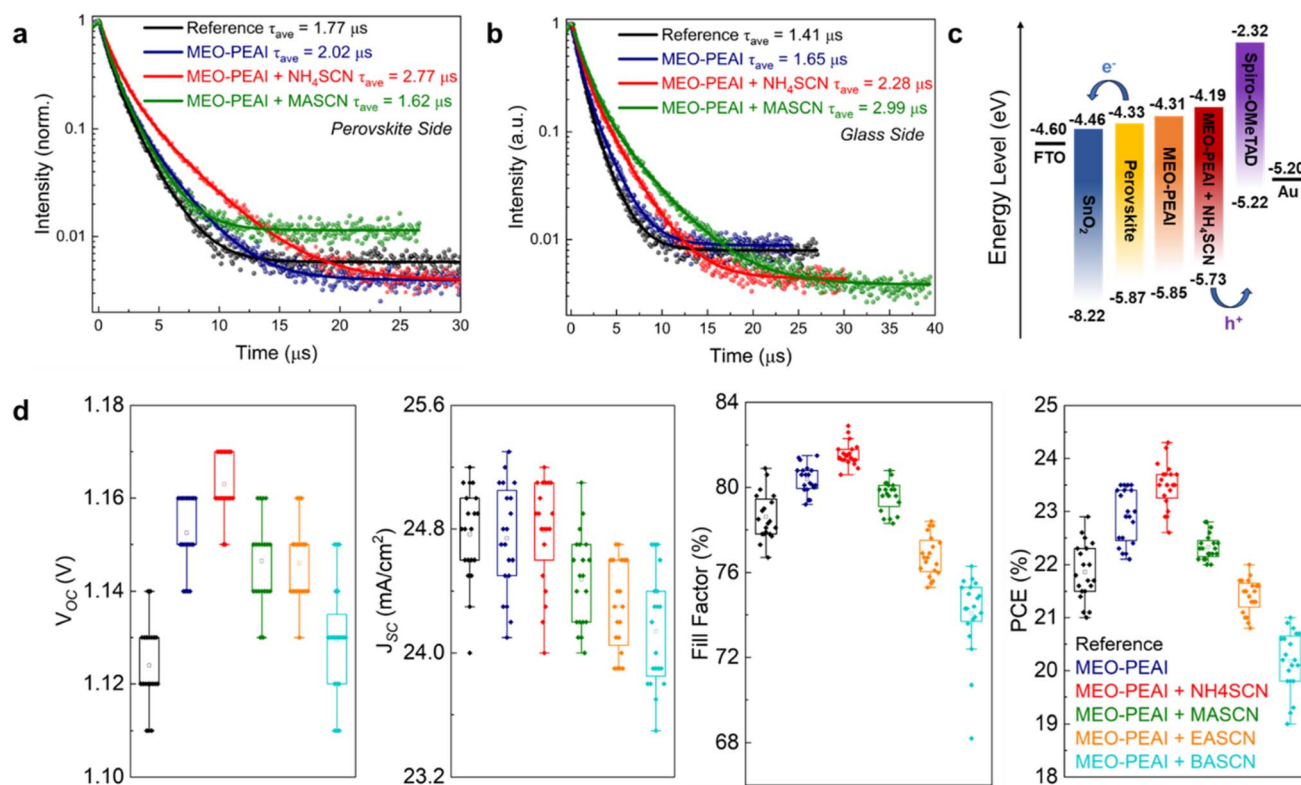 a
Intensity (norm.)
1
0.1
0.01
Reference τave = 1.77 μs
MEO-PEAI τave = 2.02 μs
MEO-PEAI + NH4SCN τave = 2.77 μs
MEO-PEAI + MASCN τave = 1.62 μs
Perovskite Side
0 5 10 15 20 25 30
Time (μs)
b
Intensity (a.u.)
1
0.1
0.01
Reference τave = 1.41 μs
MEO-PEAI τave = 1.65 μs
MEO-PEAI + NH4SCN τave = 2.28 μs
MEO-PEAI + MASCN τave = 2.99 μs
Glass Side
0 5 10 15 20 25 30 35 40
Time (μs)
c
Energy Level (eV)
-4.60
FTO
e-
-4.46
SnO2
-8.22
-4.33
Perovskite
-5.87
-4.31
MEO-PEAI
-5.85
-4.19
MEO-PEAI + NH4SCN
-5.73
h+
-2.32
Spiro-OMeTAD
-5.22
-5.20
Au
d
VOC (V)
1.18
1.16
1.14
1.12
1.10
JSC (mA/cm2)
25.6
24.8
24.0
23.2
Fill Factor (%)
84
80
76
72
68
PCE (%)
25
24
23
22
21
20
19
18
Reference
MEO-PEAI
MEO-PEAI + NH4SCN
MEO-PEAI + MASCN
MEO-PEAI + EASCN
MEO-PEAI + BASCN